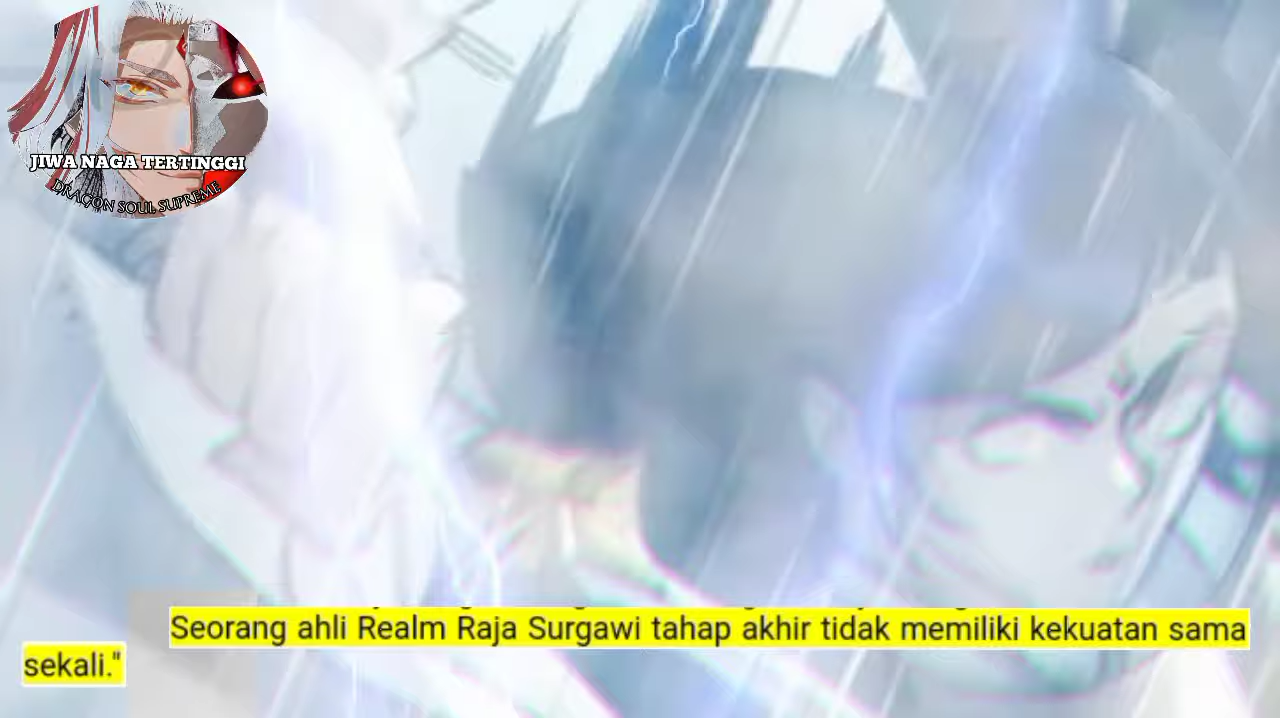 JIWA NAGA TERTINGGI
DRAGON SOUL SUPREME
Seorang ahli Realm Raja Surgawi tahap akhir tidak memiliki kekuatan sama
sekali."